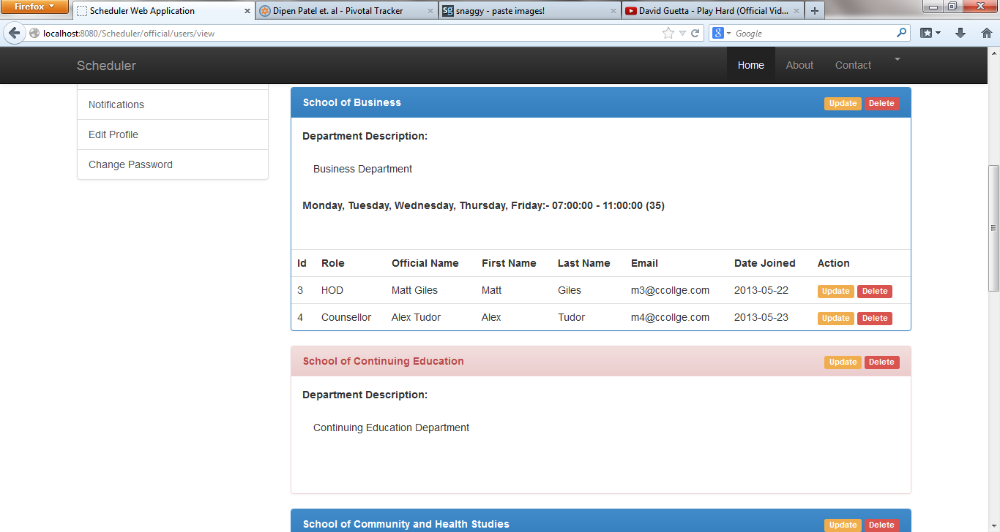 Firefox
Scheduler Web Application
Dipen Patel et. al - Pivotal Tracker
Sg snaggy - paste images!
David Guetta - Play Hard (Official Vid...
localhost:8080/Scheduler/official/users/view
8 Google
Scheduler
Home About Contact
Notifications
Edit Profile
Change Password
School of Business Update Delete
Department Description:
Business Department
Monday, Tuesday, Wednesday, Thursday, Friday:- 07:00:00 - 11:00:00 (35)
Id Role Official Name First Name Last Name Email Date Joined Action
3 HOD Matt Giles Matt Giles m3@ccollge.com 2013-05-22 Update Delete
4 Counsellor Alex Tudor Alex Tudor m4@ccollge.com 2013-05-23 Update Delete
School of Continuing Education Update Delete
Department Description:
Continuing Education Department
School of Community and Health Studies Update Delete